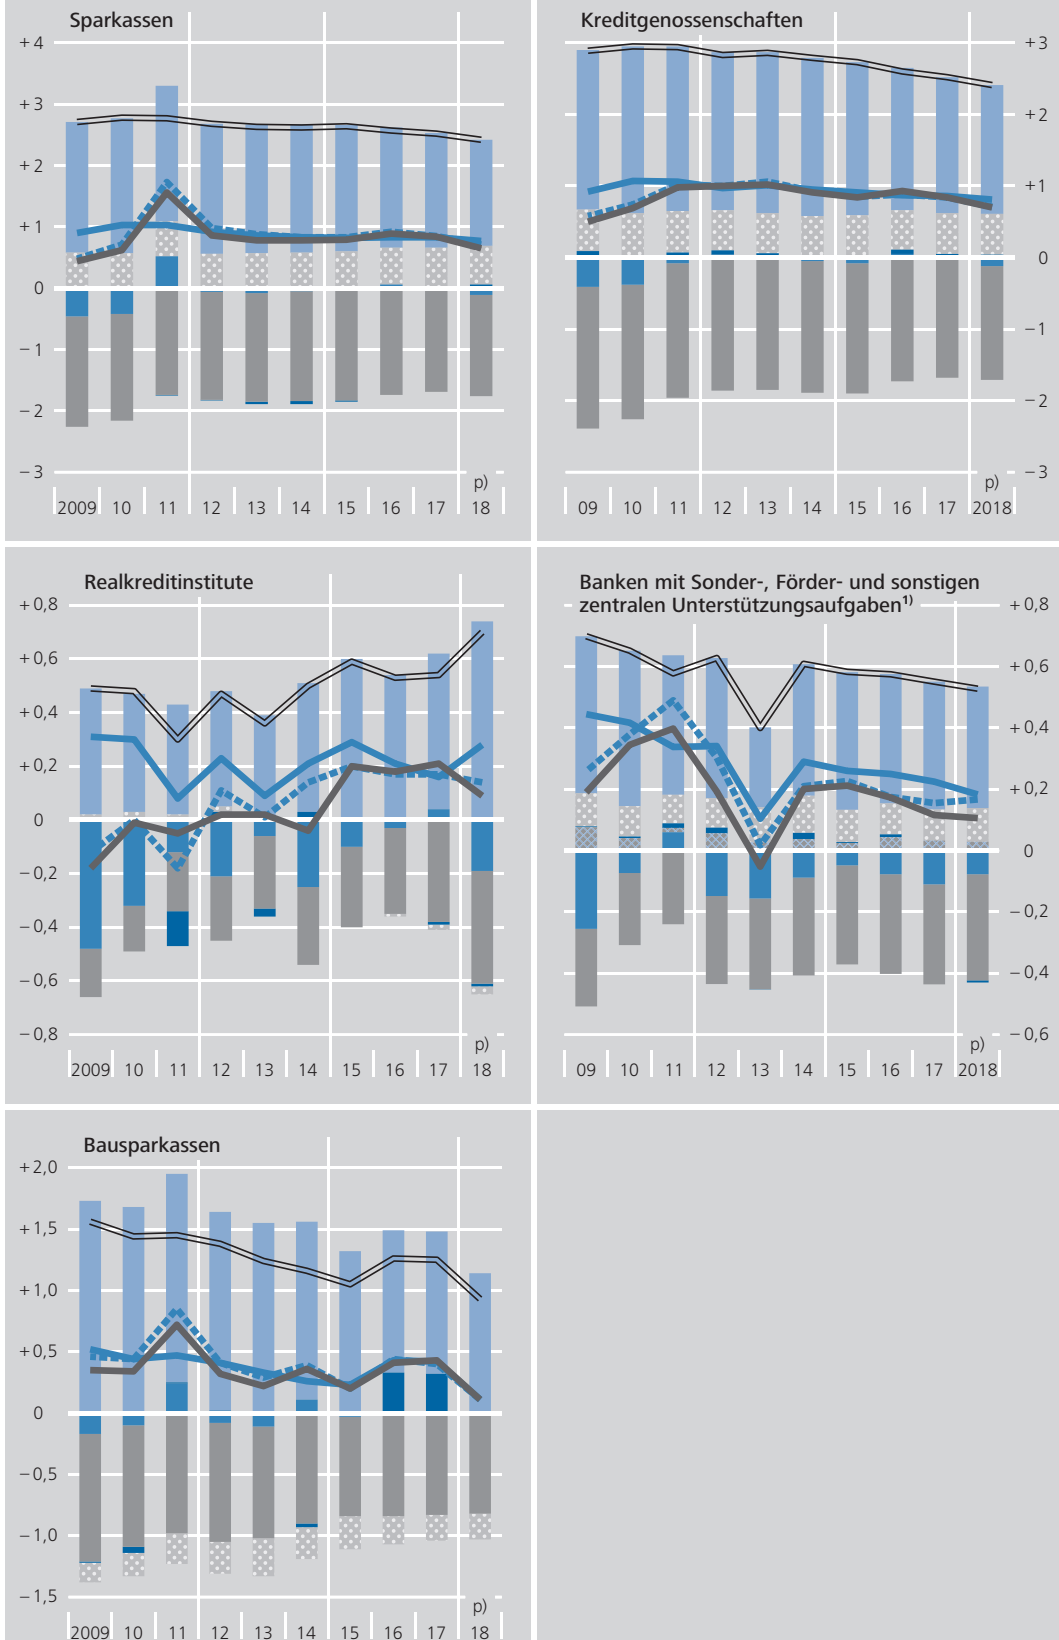 Sparkassen
+4
+3
+2
+1
0
−1
−2
−3
p)
2009 10 11 12 13 14 15 16 17 18
Kreditgenossenschaften
+3
+2
+1
0
−1
−2
−3
p)
09 10 11 12 13 14 15 16 17 2018
Realkreditinstitute
+0,8
+0,6
+0,4
+0,2
0
−0,2
−0,4
−0,6
−0,8
p)
2009 10 11 12 13 14 15 16 17 18
Banken mit Sonder-, Förder- und sonstigen
zentralen Unterstützungsaufgaben1)
+0,8
+0,6
+0,4
+0,2
0
−0,2
−0,4
−0,6
p)
09 10 11 12 13 14 15 16 17 2018
Bausparkassen
+2,0
+1,5
+1,0
+0,5
0
−0,5
−1,0
−1,5
p)
2009 10 11 12 13 14 15 16 17 18